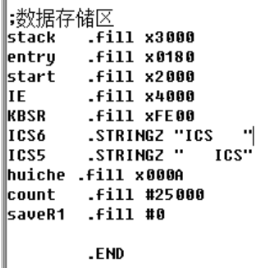 ;数据存储区
stack .fill x3000
entry .fill x0180
start .fill x2000
IE .fill x4000
KBSR .fill xFE00
ICS6 .STRINGZ "ICS   "
ICS5 .STRINGZ "   ICS"
huiche .fill x000A
count .fill #25000
saveR1 .fill #0
.END